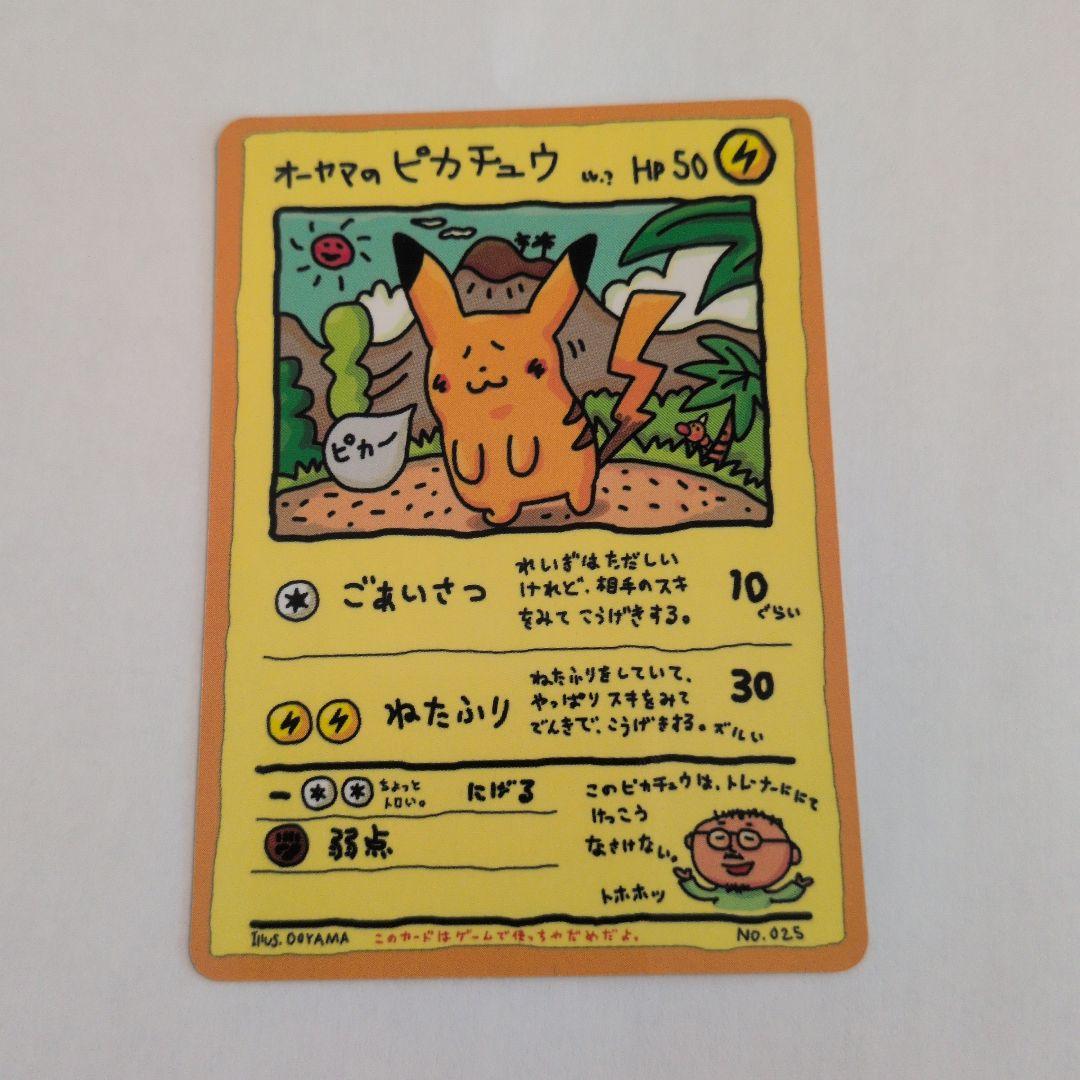 オーヤマの ピカチュウ LV.? HP 50
ピカー
ごあいさつ
れいぎはただしい
けれど、相手のスキ
をみて こうげきする。
10
ぐらい
ねたふり
ねたふりをしていて、
やっぱり スキをみて
でんきで、こうげきする。ズルい
30
ー
ちょっと
トロい。
にげる
弱点
このピカチュウは、トレーナーににて
けっこう
なさけない。
トホホッ
Illus. OOYAMA このカードはゲームで使っちゃだめだよ。 NO. 025